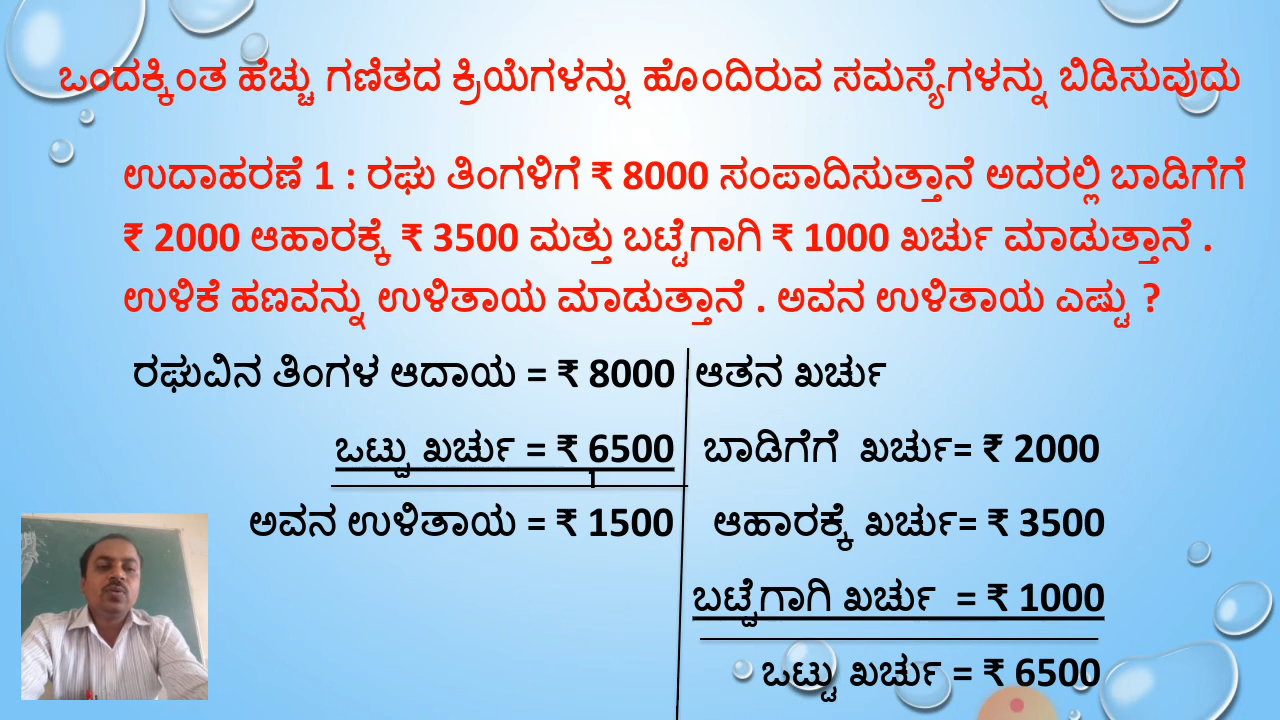 ಒಂದಕ್ಕಿಂತ ಹೆಚ್ಚು ಗಣಿತದ ಕ್ರಿಯೆಗಳನ್ನು ಹೊಂದಿರುವ ಸಮಸ್ಯೆಗಳನ್ನು ಬಿಡಿಸುವುದು
ಉದಾಹರಣೆ 1 : ರಘು ತಿಂಗಳಿಗೆ ₹ 8000 ಸಂಪಾದಿಸುತ್ತಾನೆ ಅದರಲ್ಲಿ ಬಾಡಿಗೆಗೆ
₹ 2000 ಆಹಾರಕ್ಕೆ ₹ 3500 ಮತ್ತು ಬಟ್ಟೆಗಾಗಿ ₹ 1000 ಖರ್ಚು ಮಾಡುತ್ತಾನೆ .
ಉಳಿಕೆ ಹಣವನ್ನು ಉಳಿತಾಯ ಮಾಡುತ್ತಾನೆ . ಅವನ ಉಳಿತಾಯ ಎಷ್ಟು ?
ರಘುವಿನ ತಿಂಗಳ ಆದಾಯ = ₹ 8000
ಒಟ್ಟು ಖರ್ಚು = ₹ 6500
ಅವನ ಉಳಿತಾಯ = ₹ 1500
ಆತನ ಖರ್ಚು
ಬಾಡಿಗೆಗೆ ಖರ್ಚು= ₹ 2000
ಆಹಾರಕ್ಕೆ ಖರ್ಚು= ₹ 3500
ಬಟ್ಟೆಗಾಗಿ ಖರ್ಚು = ₹ 1000
ಒಟ್ಟು ಖರ್ಚು = ₹ 6500